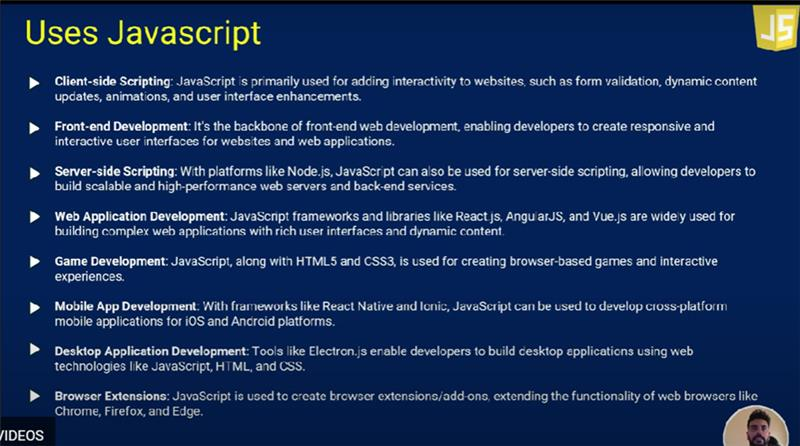 Uses Javascript
JS
Client-side Scripting: JavaScript is primarily used for adding interactivity to websites, such as form validation, dynamic content
updates, animations, and user interface enhancements.
Front-end Development: It's the backbone of front-end web development, enabling developers to create responsive and
interactive user interfaces for websites and web applications.
Server-side Scripting: With platforms like Node.js, JavaScript can also be used for server-side scripting, allowing developers to
build scalable and high-performance web servers and back-end services.
Web Application Development: JavaScript frameworks and libraries like React.js, AngularJS, and Vue.js are widely used for
building complex web applications with rich user interfaces and dynamic content.
Game Development: JavaScript, along with HTML5 and CSS3, is used for creating browser-based games and interactive
experiences.
Mobile App Development: With frameworks like React Native and Ionic, JavaScript can be used to develop cross-platform
mobile applications for iOS and Android platforms.
Desktop Application Development: Tools like Electron.js enable developers to build desktop applications using web
technologies like JavaScript, HTML, and CSS.
Browser Extensions: JavaScript is used to create browser extensions/add-ons, extending the functionality of web browsers like
Chrome, Firefox, and Edge.
VIDEOS